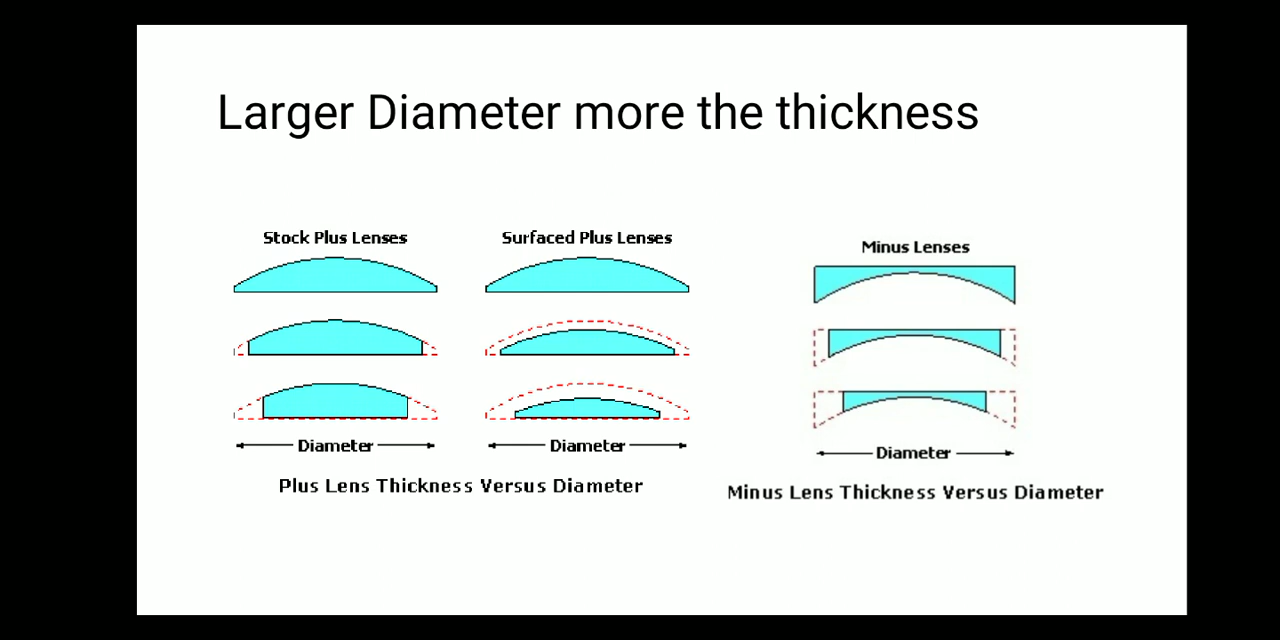 Larger Diameter more the thickness
Stock Plus Lenses
Surfaced Plus Lenses
Minus Lenses
Diameter
Diameter
Diameter
Plus Lens Thickness Versus Diameter
Minus Lens Thickness Versus Diameter